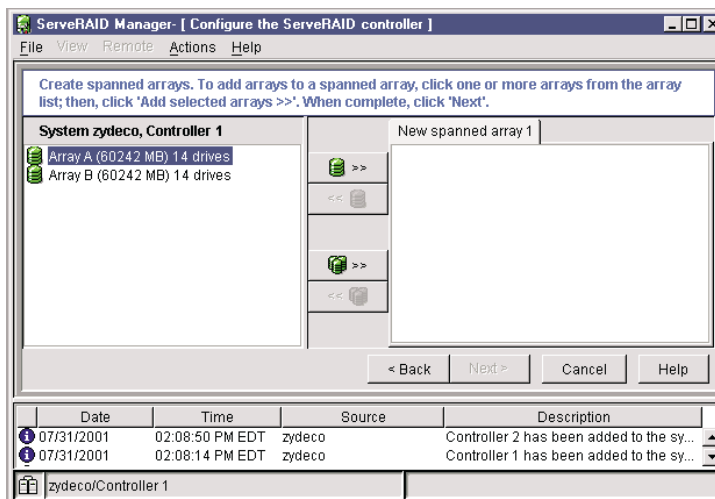 ServeRAID Manager- [ Configure the ServeRAID controller ]
File View Remote Actions Help
Create spanned arrays. To add arrays to a spanned array, click one or more arrays from the array
list; then, click 'Add selected arrays >>'. When complete, click 'Next'.
System zydeco, Controller 1
New spanned array 1
Array A (60242 MB) 14 drives
Array B (60242 MB) 14 drives
>>
<<
>>
<<
< Back Next > Cancel Help
Date Time Source Description
07/31/2001 02:08:50 PM EDT zydeco Controller 2 has been added to the sy...
07/31/2001 02:08:14 PM EDT zydeco Controller 1 has been added to the sy...
zydeco/Controller 1